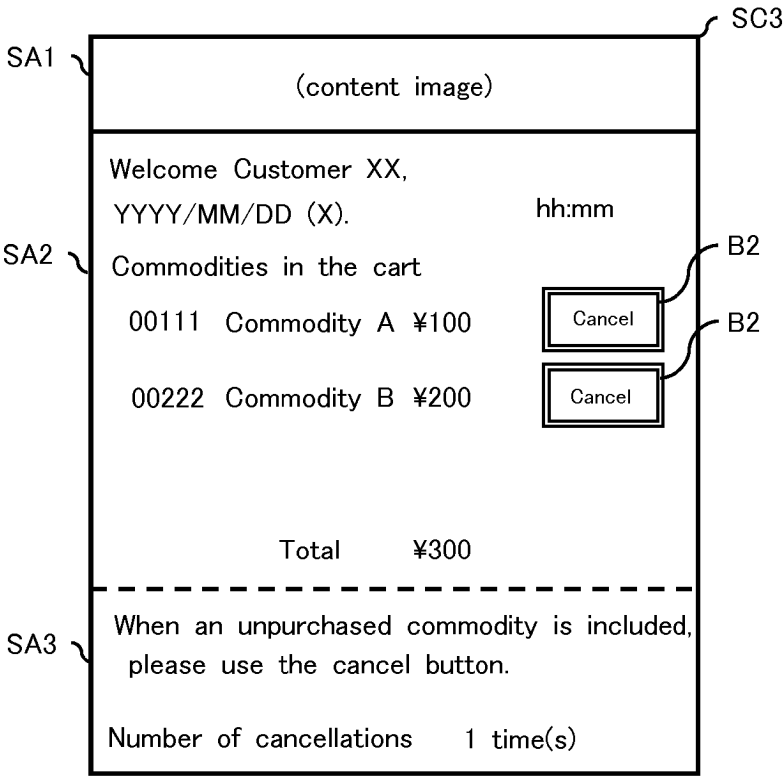 SC3
SA1
(content image)
Welcome Customer XX,
YYYY/MM/DD (X). hh:mm
SA2
Commodities in the cart
B2
00111 Commodity A ¥100 Cancel
B2
00222 Commodity B ¥200 Cancel
Total ¥300
SA3
When an unpurchased commodity is included,
please use the cancel button.
Number of cancellations 1 time(s)